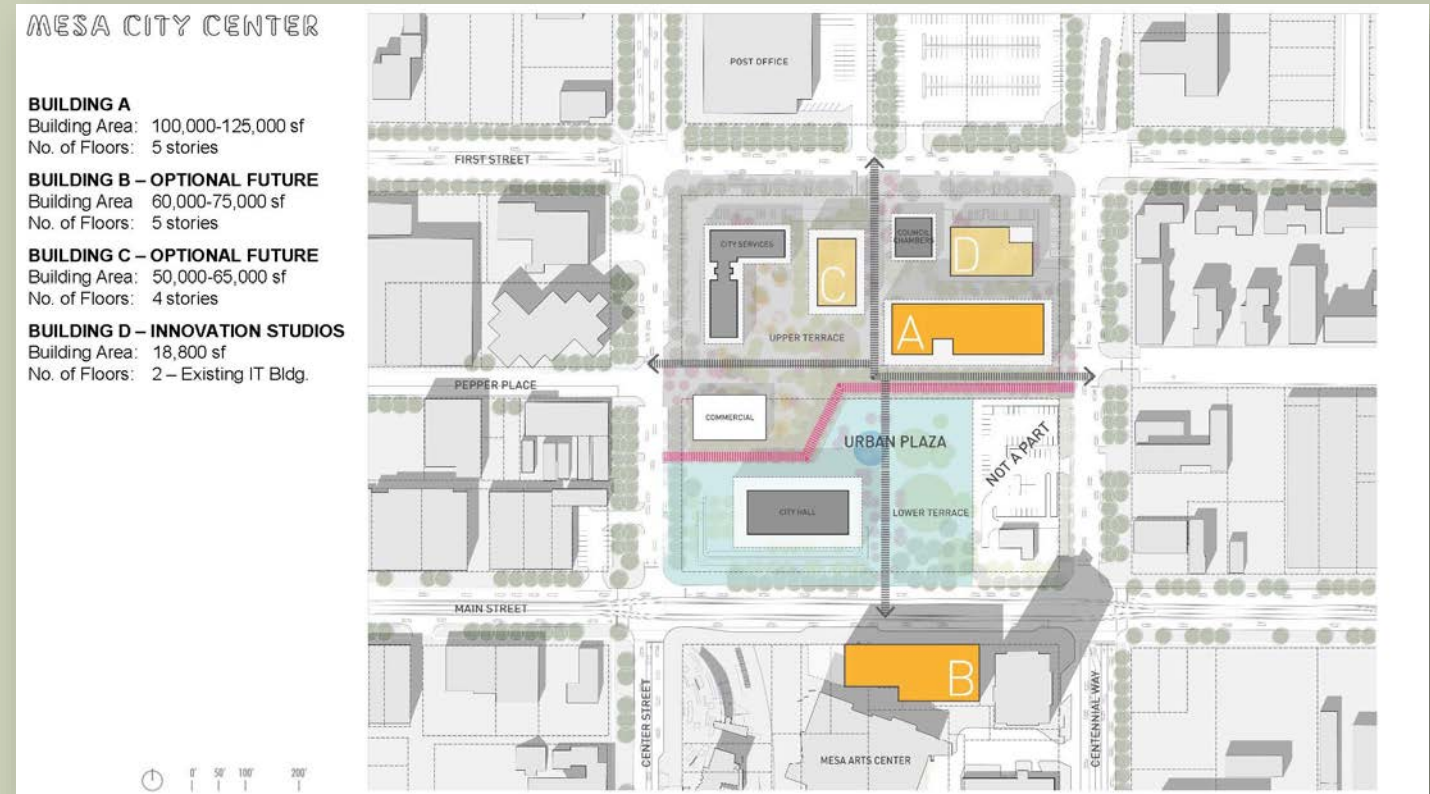 MESA CITY CENTER
BUILDING A
Building Area: 100,000-125,000 sf
No. of Floors: 5 stories
BUILDING B – OPTIONAL FUTURE
Building Area 60,000-75,000 sf
No. of Floors: 5 stories
BUILDING C – OPTIONAL FUTURE
Building Area: 50,000-65,000 sf
No. of Floors: 4 stories
BUILDING D – INNOVATION STUDIOS
Building Area: 18,800 sf
No. of Floors: 2 – Existing IT Bldg.
0' 50' 100' 200'
POST OFFICE
FIRST STREET
CITY SERVICES
C
COUNCIL
CHAMBERS
D
A
UPPER TERRACE
PEPPER PLACE
COMMERCIAL
URBAN PLAZA
NOT A PART
CITY HALL
LOWER TERRACE
MAIN STREET
B
CENTER STREET
MESA ARTS CENTER
CENTENNIAL WAY